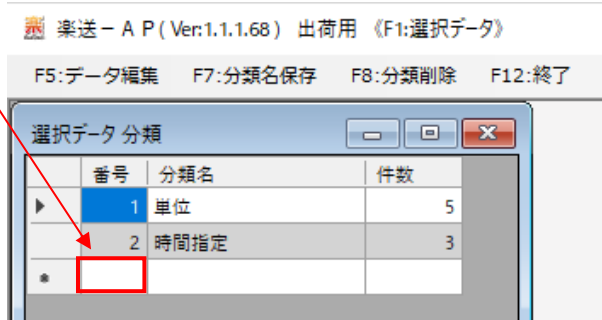 楽送－ＡＰ( Ver:1.1.1.68) 出荷用 《F1:選択データ》
F5:データ編集 F7:分類名保存 F8:分類削除 F12:終了
選択データ 分類
番号 分類名 件数
1 単位 5
2 時間指定 3